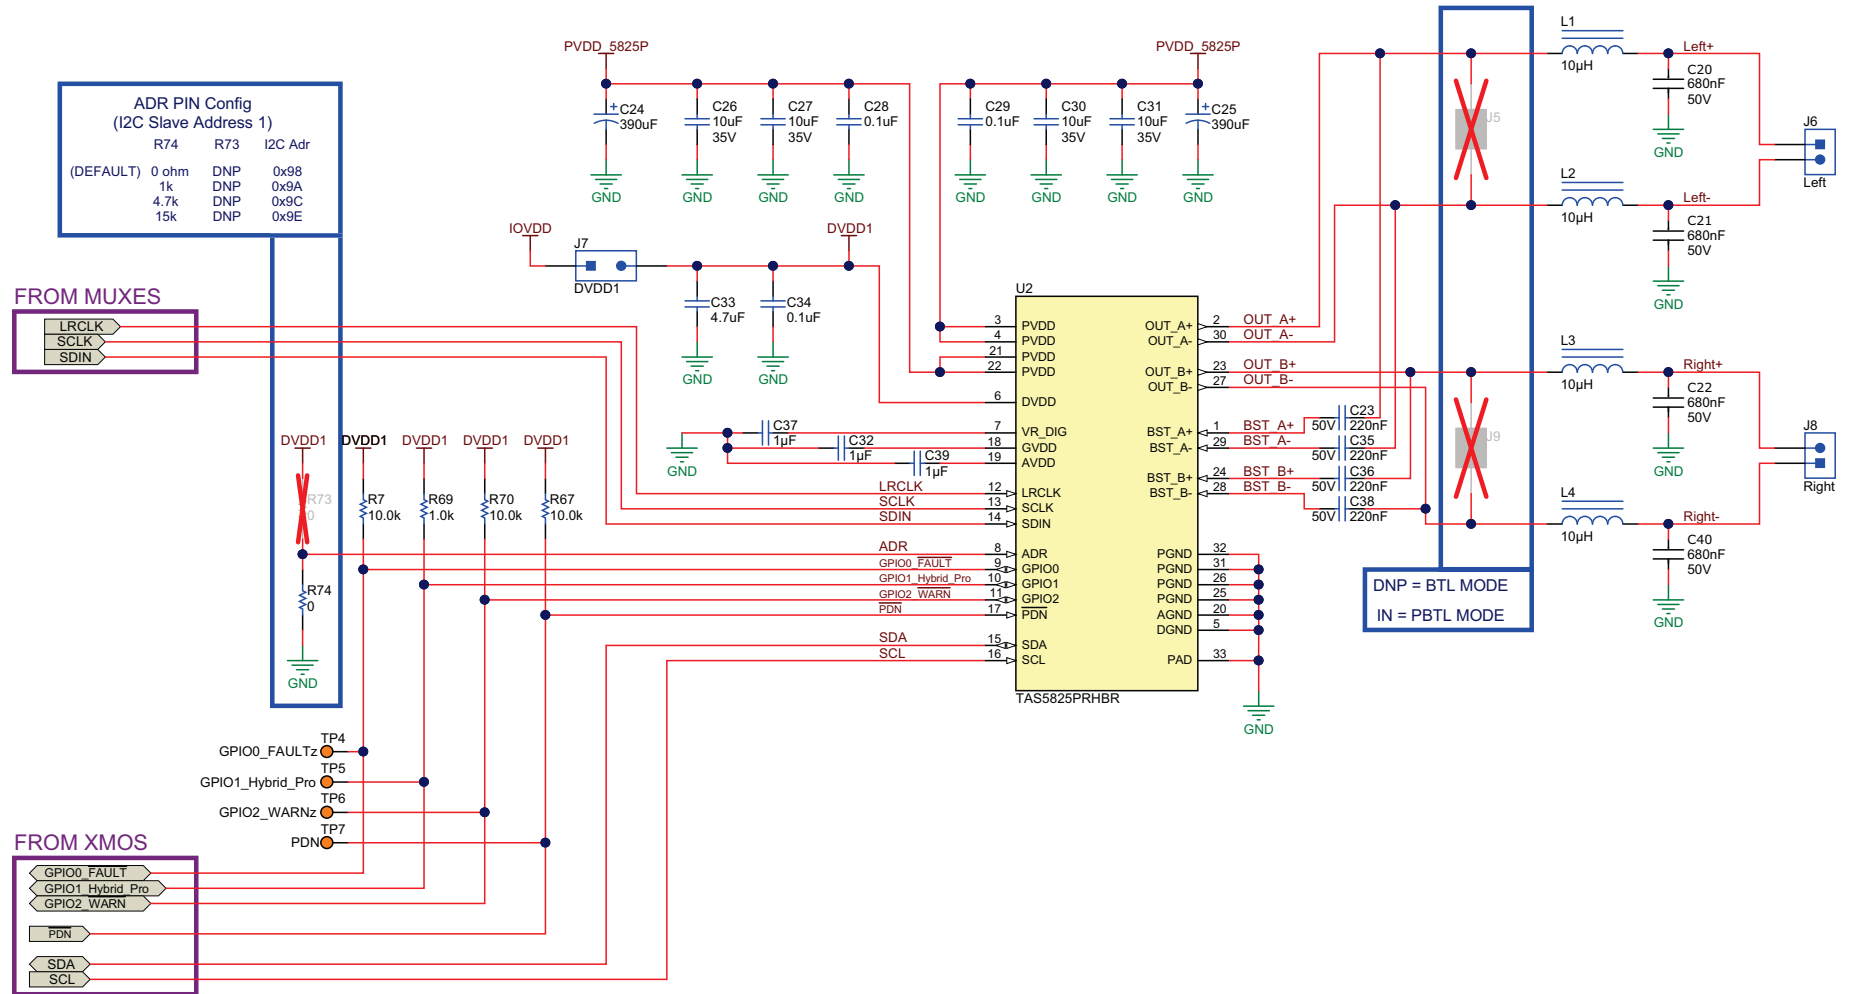 ADR PIN Config
(I2C Slave Address 1)
R74 R73 I2C Adr
(DEFAULT) 0 ohm DNP 0x98
1k DNP 0x9A
4.7k DNP 0x9C
15k DNP 0x9E
FROM MUXES
LRCLK
SCLK
SDIN
PVDD_5825P
C24
390uF
GND
C26
10uF
35V
GND
C27
10uF
35V
GND
C28
0.1uF
GND
PVDD_5825P
C29
0.1uF
GND
C30
10uF
35V
GND
C31
10uF
35V
GND
C25
390uF
GND
IOVDD
J7
DVDD1
DVDD1
C33
4.7uF
GND
C34
0.1uF
GND
GND
C37
1µF
C32
1µF
C39
1µF
DVDD1 DVDD1 DVDD1 DVDD1 DVDD1
R73
0
R7
10.0k
R69
1.0k
R70
10.0k
R67
10.0k
R74
0
GND
LRCLK
SCLK
SDIN
ADR
GPIO0_FAULT
GPIO1_Hybrid_Pro
GPIO2_WARN
PDN
SDA
SCL
U2
3 PVDD
4 PVDD
21 PVDD
22 PVDD
6 DVDD
7 VR_DIG
18 GVDD
19 AVDD
12 LRCLK
13 SCLK
14 SDIN
8 ADR
9 GPIO0
10 GPIO1
11 GPIO2
17 PDN
15 SDA
16 SCL
OUT_A+ 2 OUT_A+
OUT_A- 30 OUT_A-
OUT_B+ 23 OUT_B+
OUT_B- 27 OUT_B-
BST_A+ 1 BST_A+
BST_A- 29 BST_A-
BST_B+ 24 BST_B+
BST_B- 28 BST_B-
PGND 32
PGND 31
PGND 26
PGND 25
AGND 20
DGND 5
PAD 33
TAS5825PRHBR
GND
C23
50V 220nF
C35
50V 220nF
C36
50V 220nF
C38
50V 220nF
J5
J9
DNP = BTL MODE
IN = PBTL MODE
L1
10µH
Left+
C20
680nF
50V
GND
L2
10µH
Left-
C21
680nF
50V
GND
J6
Left
L3
10µH
Right+
C22
680nF
50V
GND
L4
10µH
Right-
C40
680nF
50V
GND
J8
Right
TP4
GPIO0_FAULTz
TP5
GPIO1_Hybrid_Pro
TP6
GPIO2_WARNz
TP7
PDN
FROM XMOS
GPIO0_FAULT
GPIO1_Hybrid_Pro
GPIO2_WARN
PDN
SDA
SCL